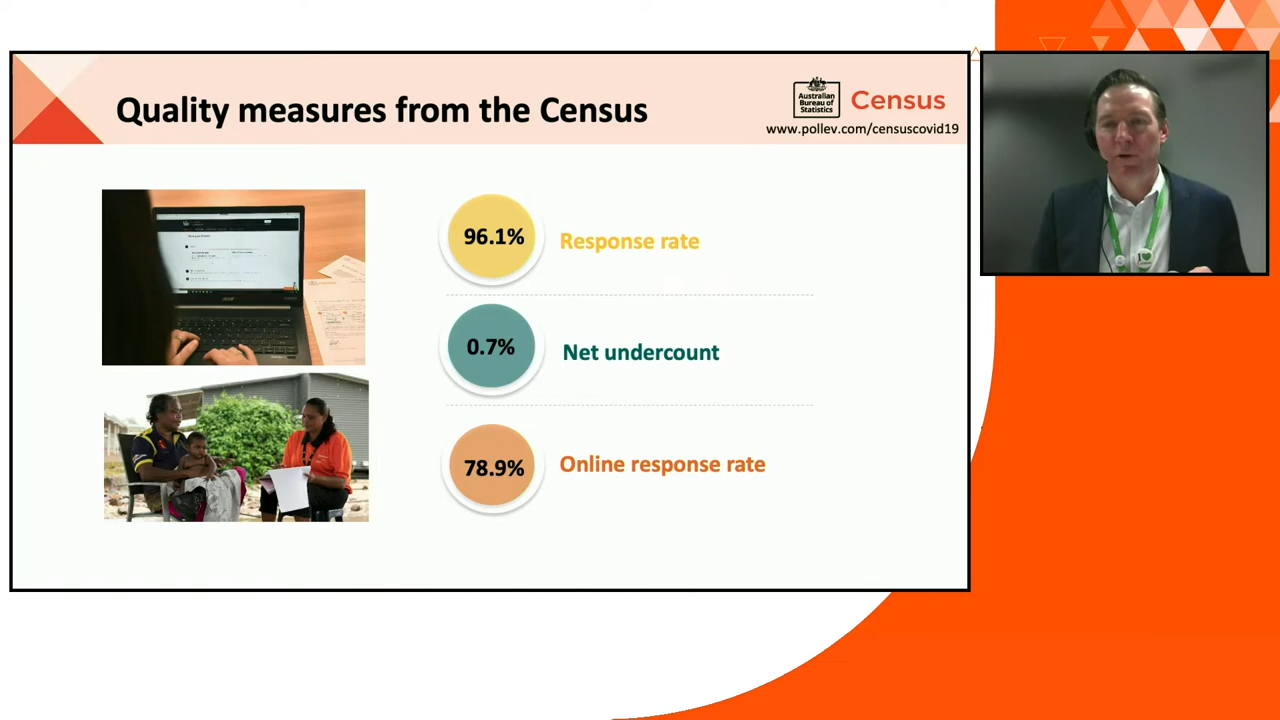 Quality measures from the Census
Australian
Bureau of
Statistics
Census
www.pollev.com/censuscovid19
96.1%
Response rate
0.7%
Net undercount
78.9%
Online response rate